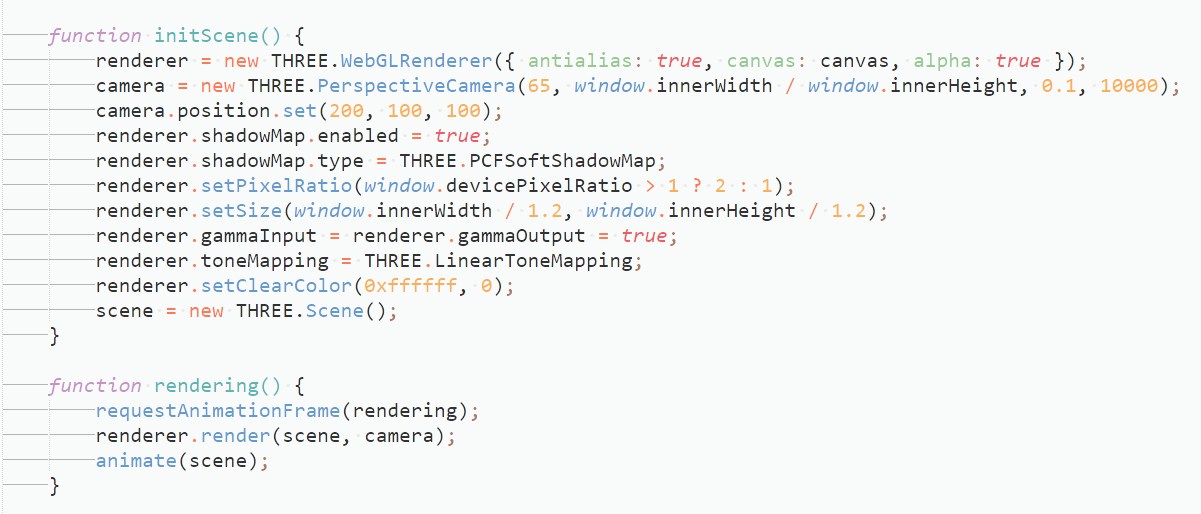 function initScene() {
renderer = new THREE.WebGLRenderer({ antialias: true, canvas: canvas, alpha: true });
camera = new THREE.PerspectiveCamera(65, window.innerWidth / window.innerHeight, 0.1, 10000);
camera.position.set(200, 100, 100);
renderer.shadowMap.enabled = true;
renderer.shadowMap.type = THREE.PCFSoftShadowMap;
renderer.setPixelRatio(window.devicePixelRatio > 1 ? 2 : 1);
renderer.setSize(window.innerWidth / 1.2, window.innerHeight / 1.2);
renderer.gammaInput = renderer.gammaOutput = true;
renderer.toneMapping = THREE.LinearToneMapping;
renderer.setClearColor(0xffffff, 0);
scene = new THREE.Scene();
}
function rendering() {
requestAnimationFrame(rendering);
renderer.render(scene, camera);
animate(scene);
}